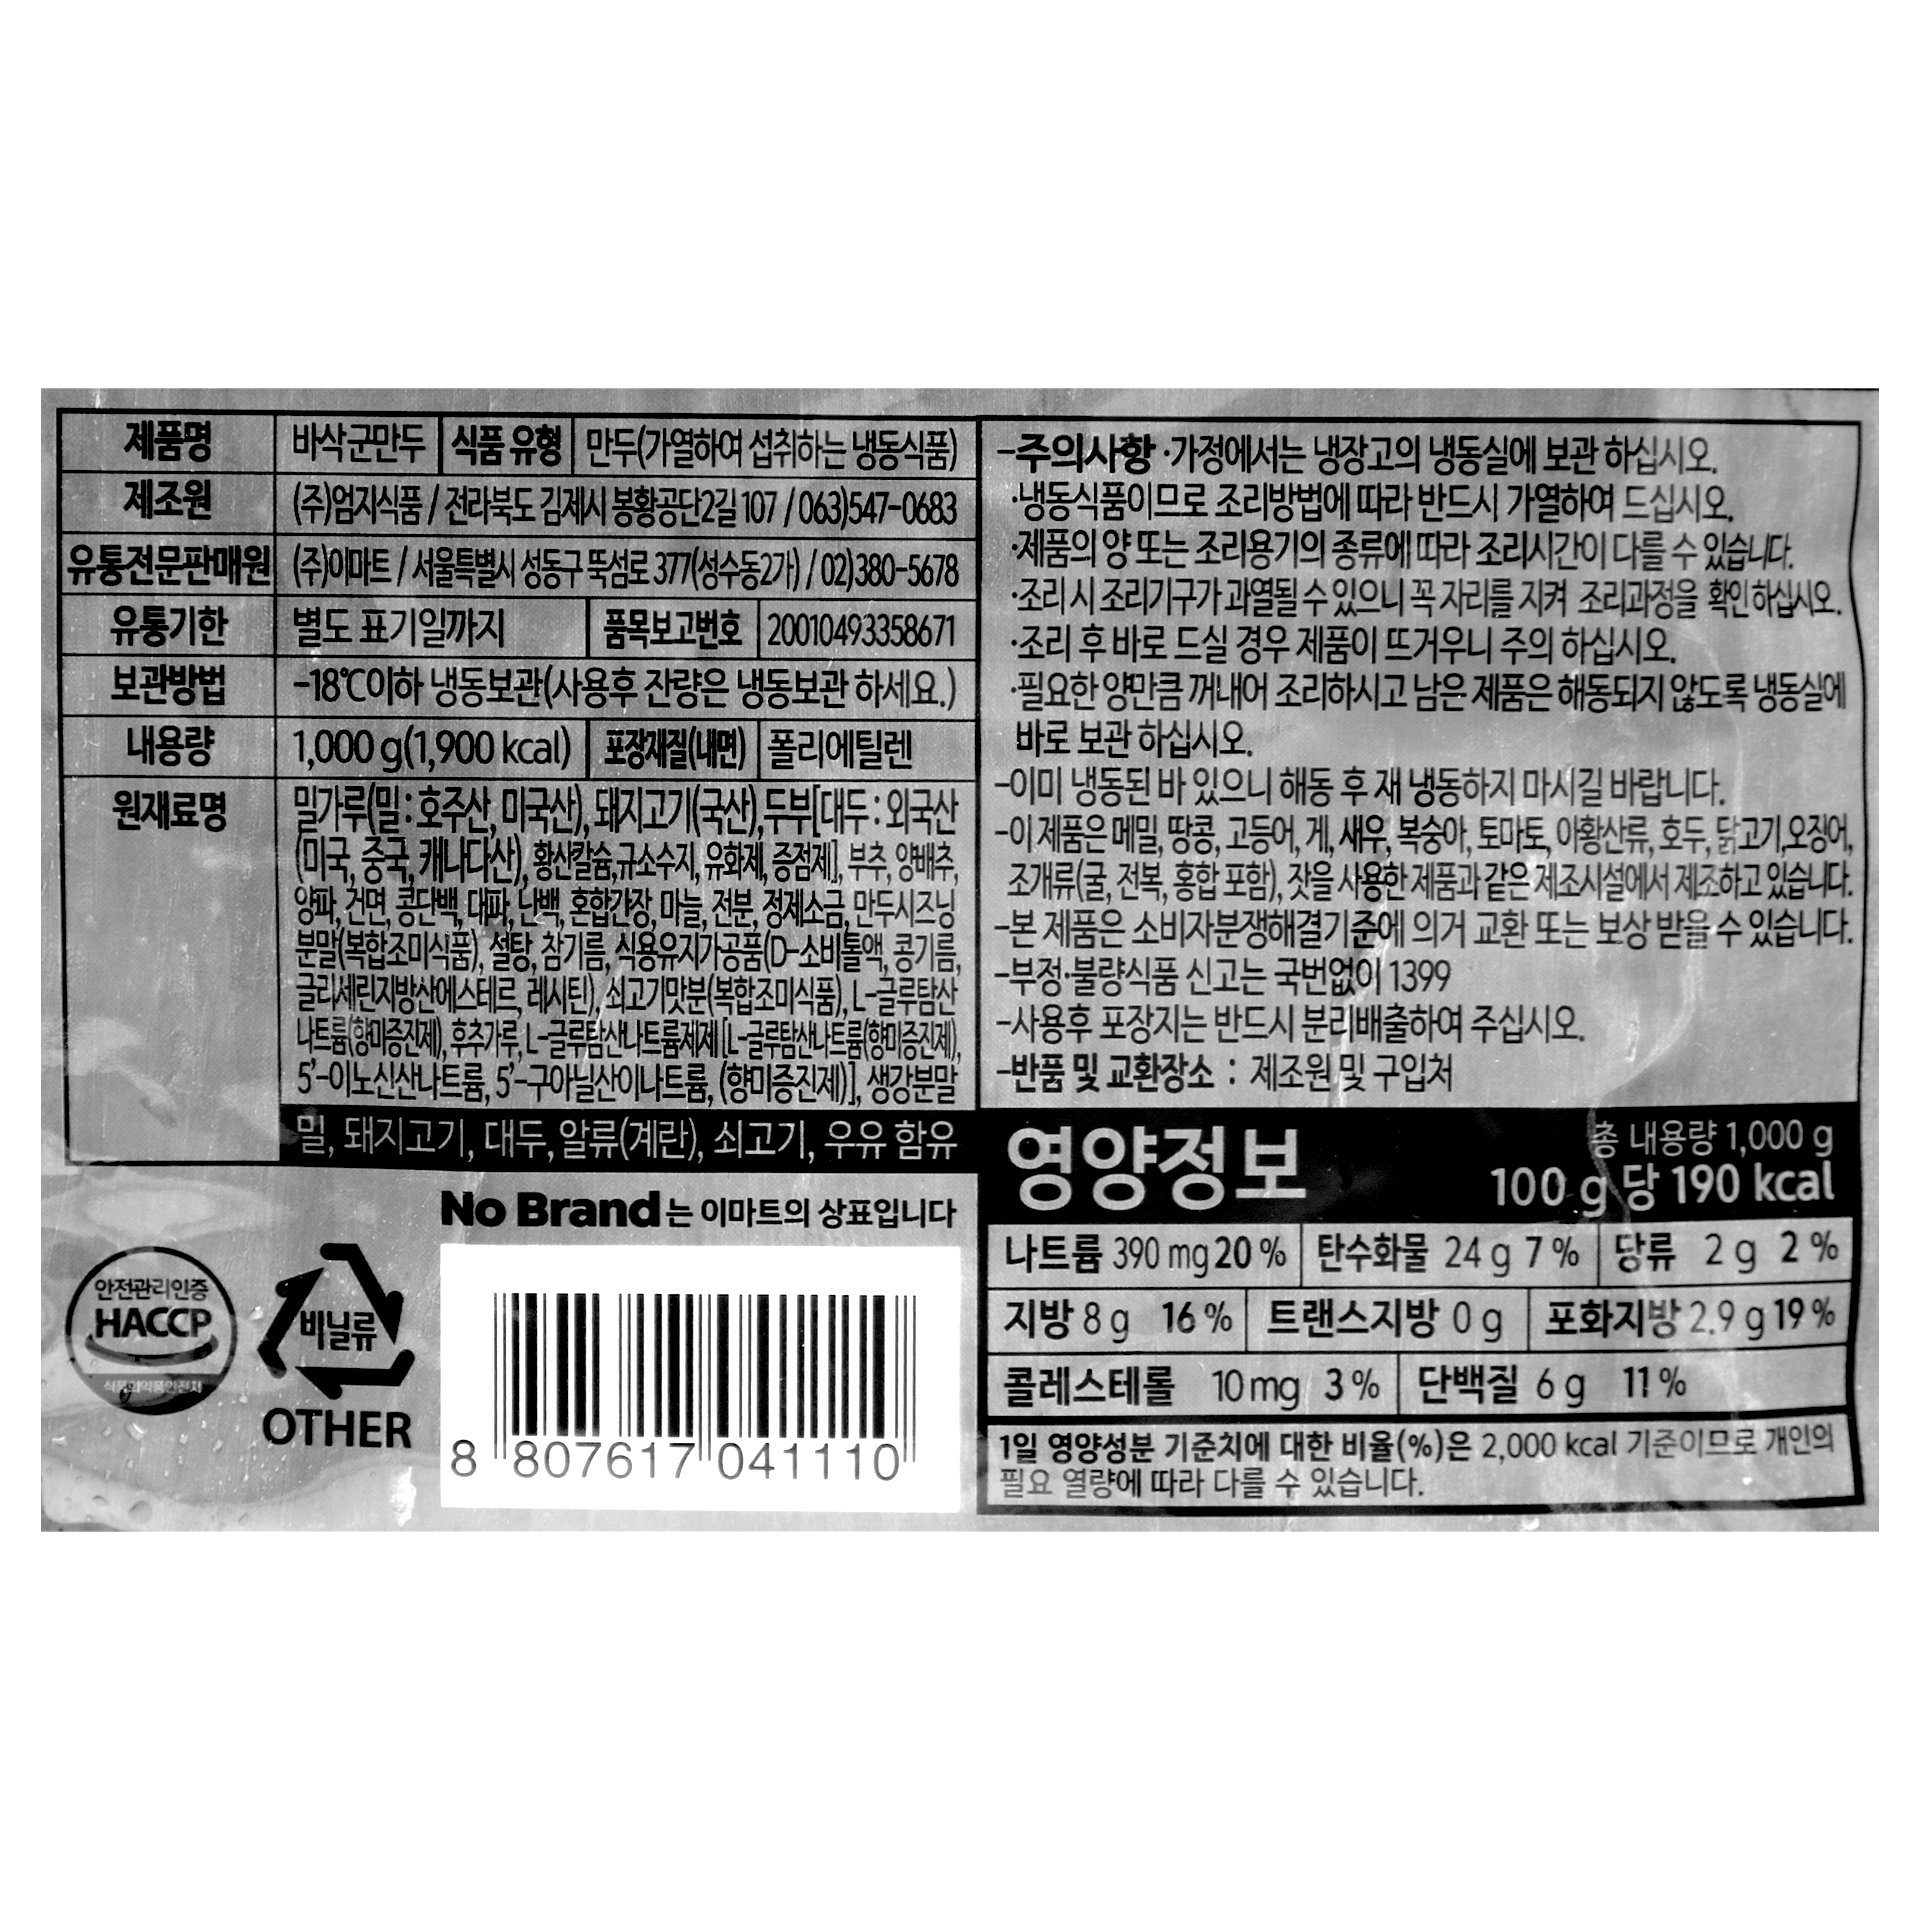 제품명 바삭군만두 식품 유형 만두(가열하여 섭취하는 냉동식품)
제조원 (주)엄지식품 / 전라북도 김제시 봉황공단2길 107 / 063)547-0683
유통전문판매원 (주)이마트 / 서울특별시 성동구 뚝섬로 377(성수동2가) / 02)380-5678
유통기한 별도 표기일까지 품목보고번호 20010493358671
보관방법 -18℃이하 냉동보관(사용후 잔량은 냉동보관 하세요.)
내용량 1,000 g(1,900 kcal) 포장재질(내면) 폴리에틸렌
원재료명 밀가루(밀:호주산, 미국산), 돼지고기(국산), 두부[대두: 외국산
(미국, 중국, 캐나다산), 황산칼슘, 규소수지, 유화제, 증점제], 부추, 양배추,
양파, 건면, 콩단백, 대파, 난백, 혼합간장, 마늘, 전분, 정제소금, 만두시즈닝
분말(복합조미식품), 설탕, 참기름, 식용유지가공품(D-소비톨액, 콩기름,
글리세린지방산에스테르, 레시틴), 쇠고기맛분(복합조미식품), L-글루탐산
나트륨(향미증진제), 후추가루, L-글루탐산나트륨제제 [L-글루탐산나트륨(향미증진제),
5'-이노신산나트륨, 5'-구아닐산이나트륨, (향미증진제)], 생강분말
밀, 돼지고기, 대두, 알류(계란), 쇠고기, 우유 함유
No Brand는 이마트의 상표입니다
안전관리인증
HACCP
식품의약품안전처
비닐류
OTHER
8 807617 041110
-주의사항 ·가정에서는 냉장고의 냉동실에 보관 하십시오.
·냉동식품이므로 조리방법에 따라 반드시 가열하여 드십시오.
·제품의 양 또는 조리용기의 종류에 따라 조리시간이 다를 수 있습니다.
·조리 시 조리기구가 과열될 수 있으니 꼭 자리를 지켜 조리과정을 확인 하십시오.
·조리 후 바로 드실 경우 제품이 뜨거우니 주의 하십시오.
·필요한 양만큼 꺼내어 조리하시고 남은 제품은 해동되지 않도록 냉동실에
바로 보관 하십시오.
-이미 냉동된 바 있으니 해동 후 재 냉동하지 마시길 바랍니다.
-이 제품은 메밀, 땅콩, 고등어, 게, 새우, 복숭아, 토마토, 아황산류, 호두, 닭고기, 오징어,
조개류(굴, 전복, 홍합 포함), 잣을 사용한 제품과 같은 제조시설에서 제조하고 있습니다.
-본 제품은 소비자분쟁해결기준에 의거 교환 또는 보상 받을 수 있습니다.
-부정·불량식품 신고는 국번없이 1399
-사용후 포장지는 반드시 분리배출하여 주십시오.
-반품 및 교환장소 : 제조원 및 구입처
영양정보 총 내용량 1,000 g
100 g 당 190 kcal
나트륨 390 mg 20 % 탄수화물 24 g 7 % 당류 2 g 2 %
지방 8 g 16 % 트랜스지방 0 g 포화지방 2.9 g 19 %
콜레스테롤 10 mg 3 % 단백질 6 g 11 %
1일 영양성분 기준치에 대한 비율(%)은 2,000 kcal 기준이므로 개인의
필요 열량에 따라 다를 수 있습니다.